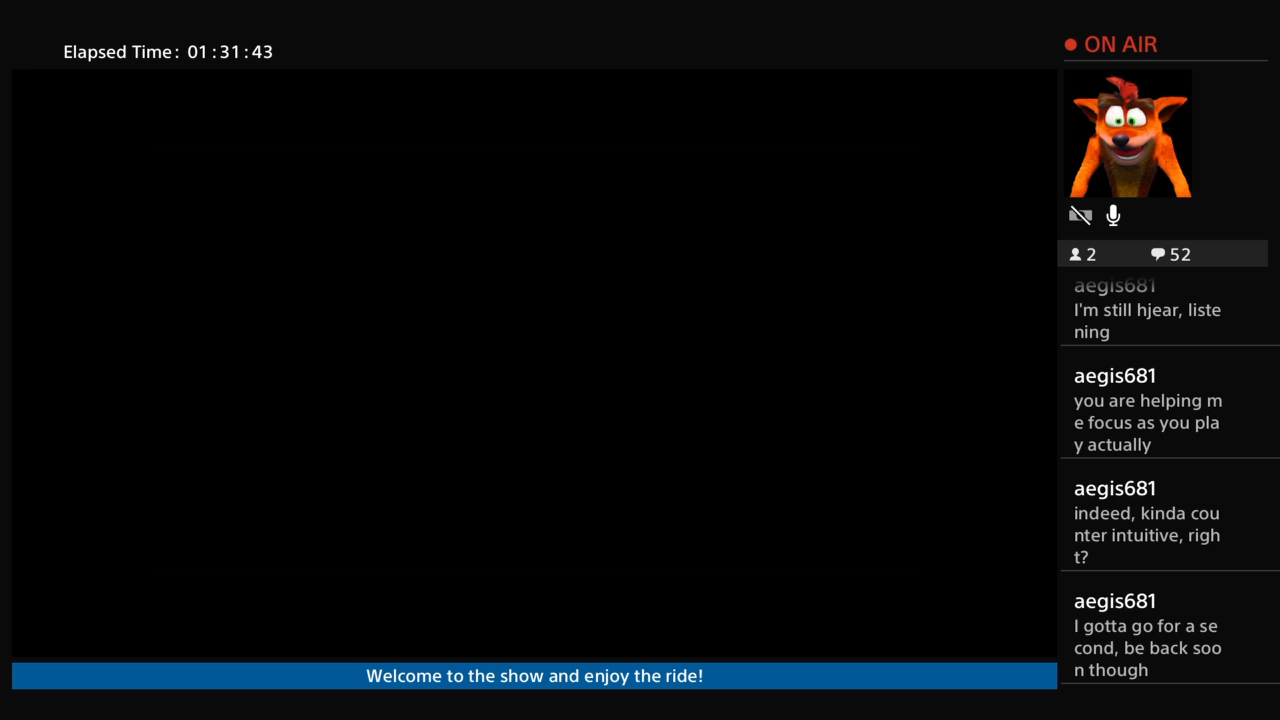 Elapsed Time: 01:31:43
ON AIR
2 52
aegis681
I'm still hjear, liste
ning
aegis681
you are helping m
e focus as you pla
y actually
aegis681
indeed, kinda cou
nter intuitive, righ
t?
aegis681
I gotta go for a se
cond, be back soo
n though
Welcome to the show and enjoy the ride!